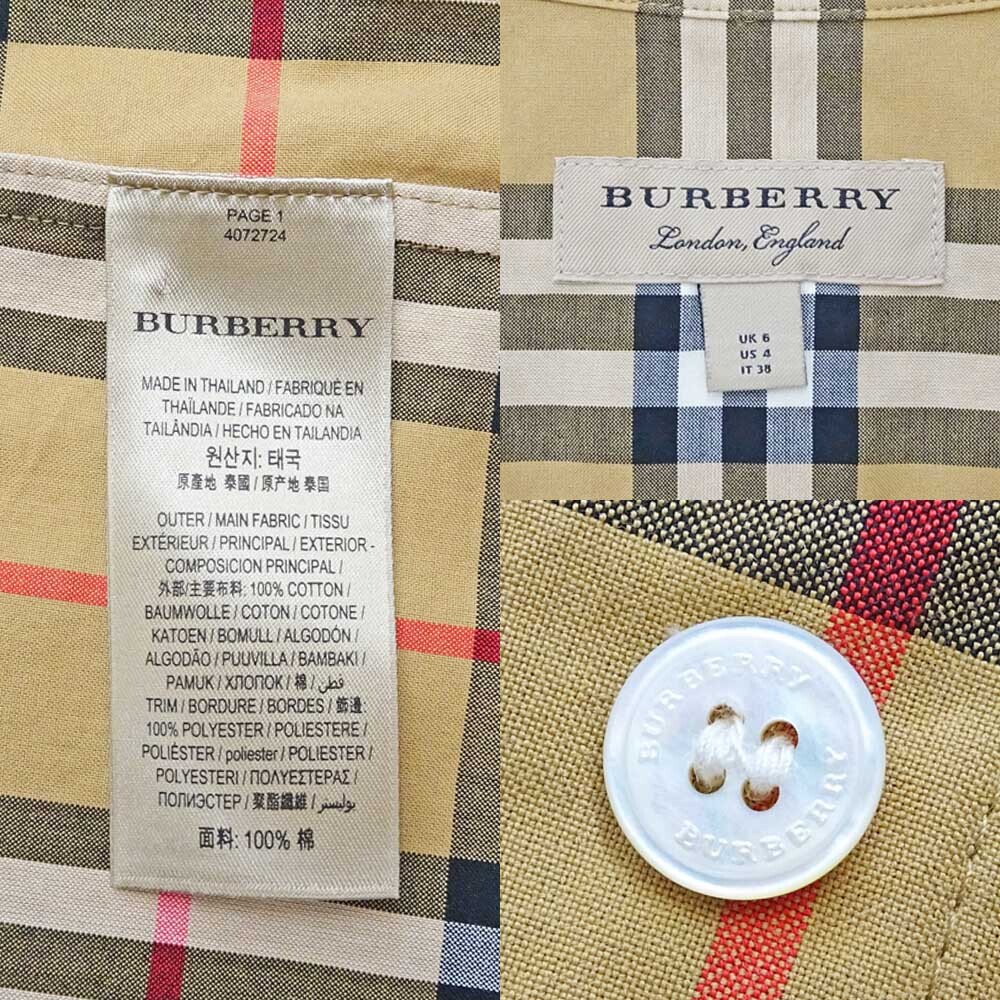 PAGE 1
4072724
BURBERRY
MADE IN THAILAND / FABRIQUÉ EN
THAÏLANDE / FABRICADO NA
TAILÂNDIA / HECHO EN TAILANDIA
원산지: 태국
原產地 泰國 / 原产地 泰国
OUTER / MAIN FABRIC / TISSU
EXTÉRIEUR / PRINCIPAL / EXTERIOR -
COMPOSICIÓN PRINCIPAL /
外部/主要布料: 100% COTTON /
BAUMWOLLE / COTON / COTONE /
KATOEN / BOMULL / ALGODÓN /
ALGODÃO / PUUVILLA / BAMBAKI /
PAMUK / ХЛОПОК / 棉 / قطن /
TRIM / BORDURE / BORDES / 飾邊:
100% POLYESTER / POLIESTERE /
POLIÉSTER / poliester / POLIESTER /
POLYESTERI / ΠΟΛΥΕΣΤΕΡΑΣ /
ПОЛИЭСТЕР / 聚酯纖維 / بوليستر /
面料: 100% 棉
BURBERRY
London, England
UK 6
US 4
IT 38
BURBERRY
BURBERRY